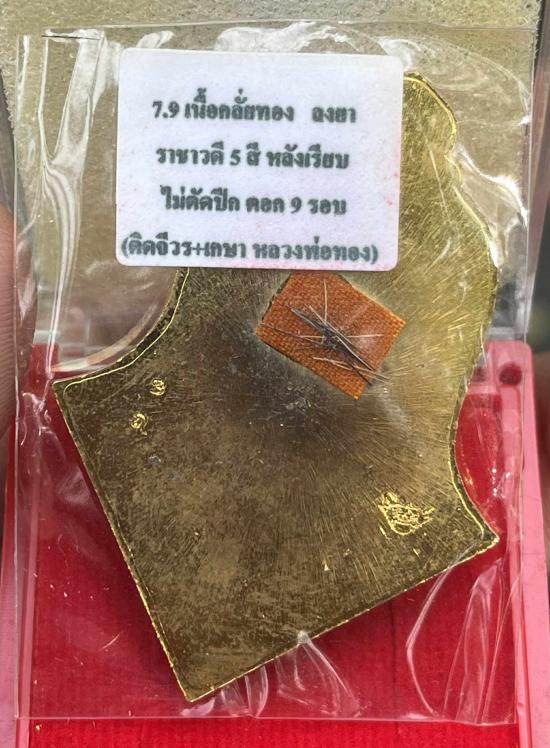 7.9 เนื้อกลั่ยทอง ลงยา
ราชาวดี 5 สี หลังเรียบ
ไม่ตัดปีก ตอก 9 รอบ
(ติดจีวร+เกษา หลวงพ่อทอง)